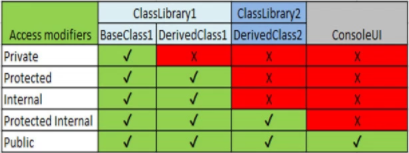 ClassLibrary1 ClassLibrary2
Access modifiers BaseClass1 DerivedClass1 DerivedClass2 ConsoleUI
Private √ X X X
Protected √ √ X X
Internal √ √ X X
Protected Internal √ √ √ X
Public √ √ √ √